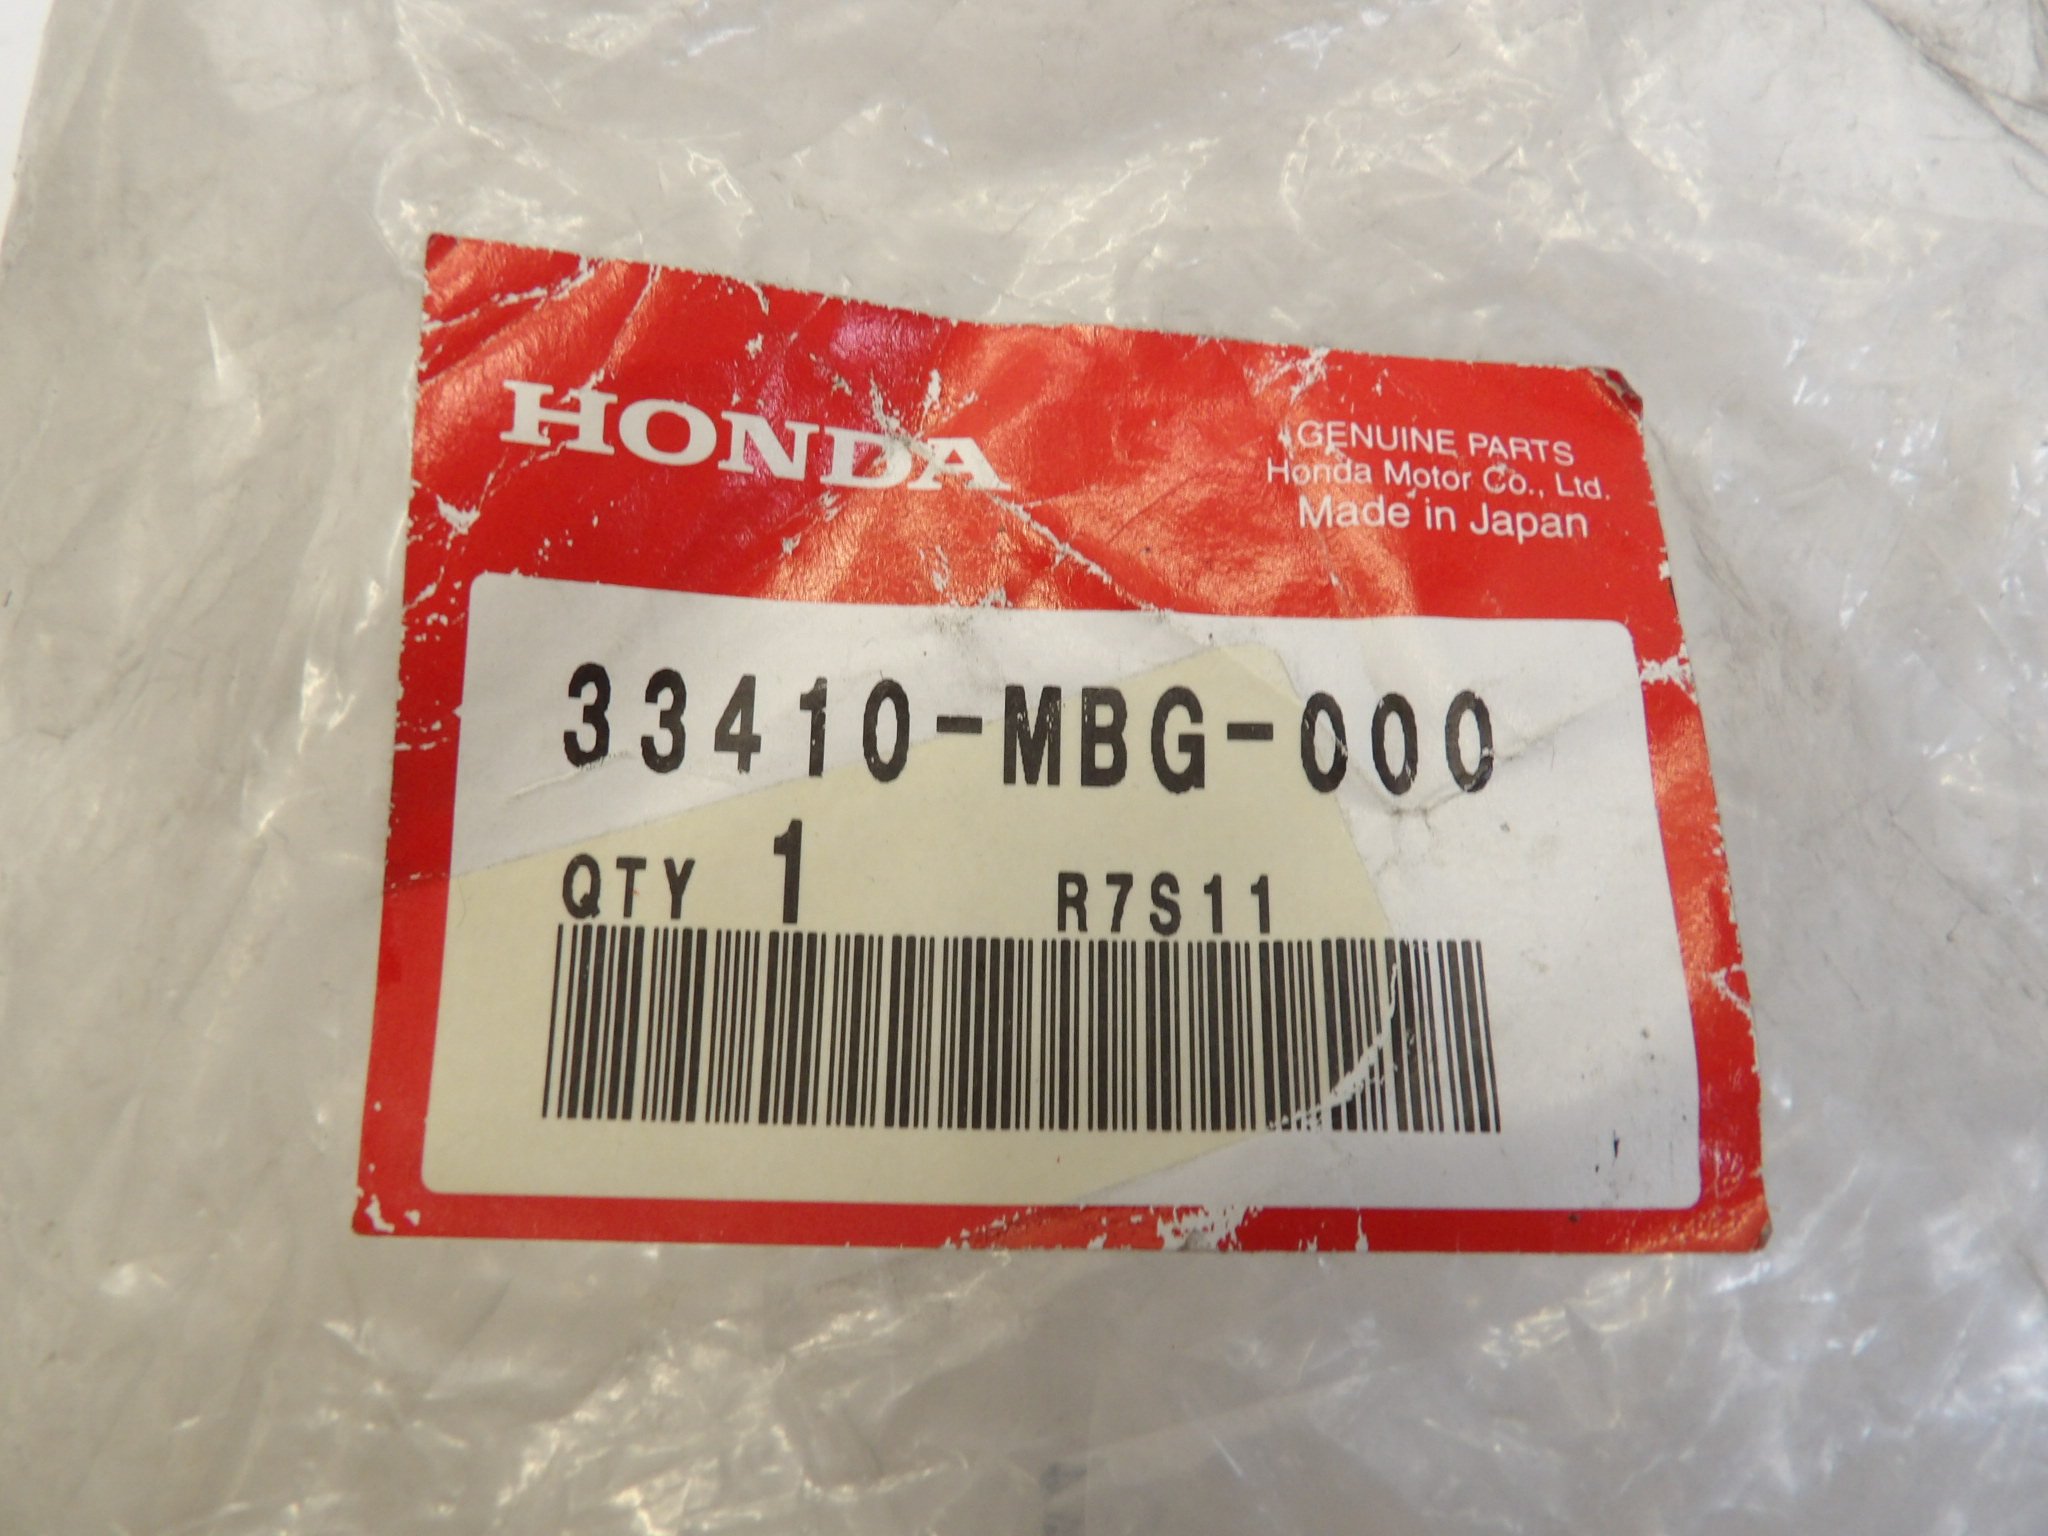 HONDA
GENUINE PARTS
Honda Motor Co., Ltd.
Made in Japan
33410-MBG-000
QTY 1 R7S11